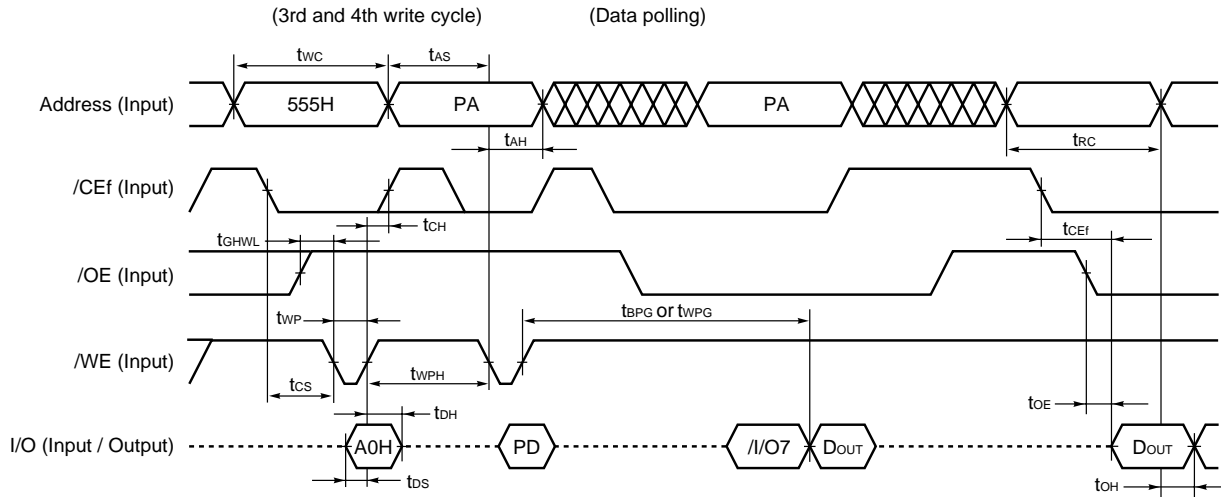 (3rd and 4th write cycle) (Data polling)
tWC tAS
Address (Input) 555H PA PA
tAH tRC
/CEf (Input)
tCH tCEf
tGHWL
/OE (Input)
tWP tBPG or tWPG
/WE (Input)
tCS tWPH
tDH tOE
I/O (Input / Output) A0H PD /I/O7 DOUT DOUT
tDS tOH